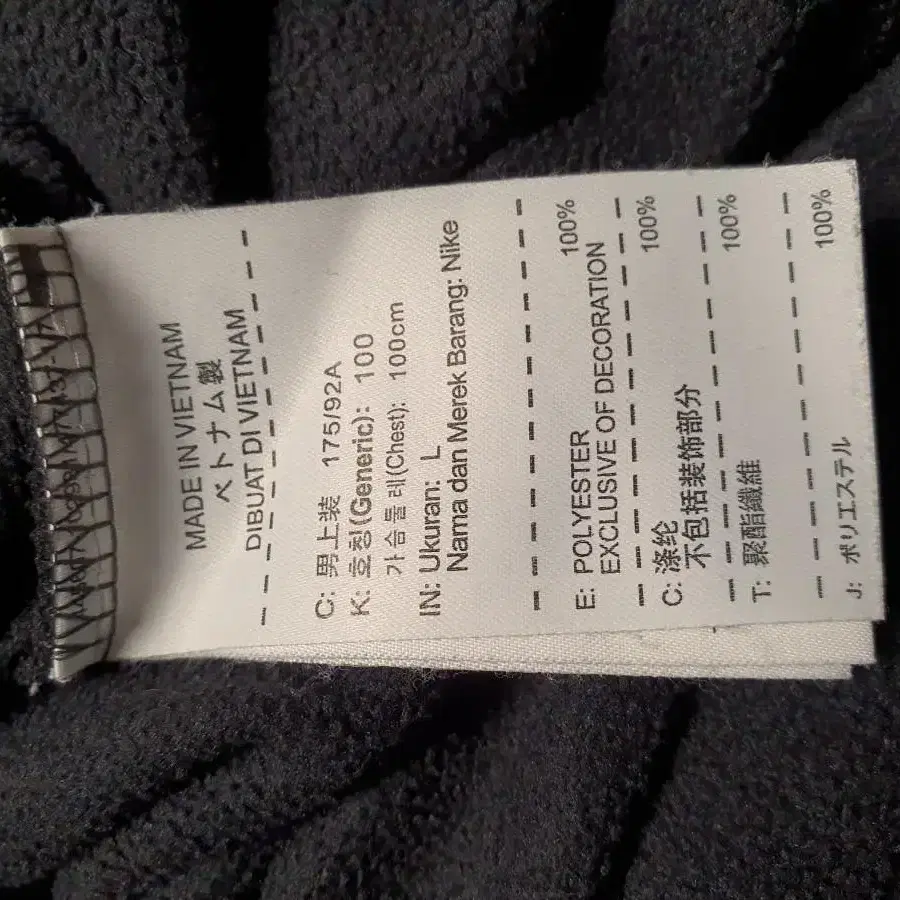 MADE IN VIETNAM
ベトナム製
DIBUAT DI VIETNAM
C: 男上装 175/92A
K: 호칭(Generic): 100
가슴둘레(Chest): 100cm
IN: Ukuran: L
Nama dan Merek Barang: Nike
E: POLYESTER 100%
EXCLUSIVE OF DECORATION
C: 涤纶 100%
不包括装饰部分
T: 聚酯纖維 100%
J: ポリエステル 100%